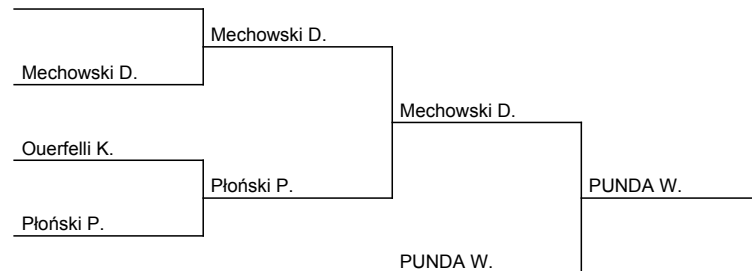 Mechowski D.
Mechowski D.
Mechowski D.
Ouerfelli K.
Płoński P.
PUNDA W.
Płoński P.
PUNDA W.